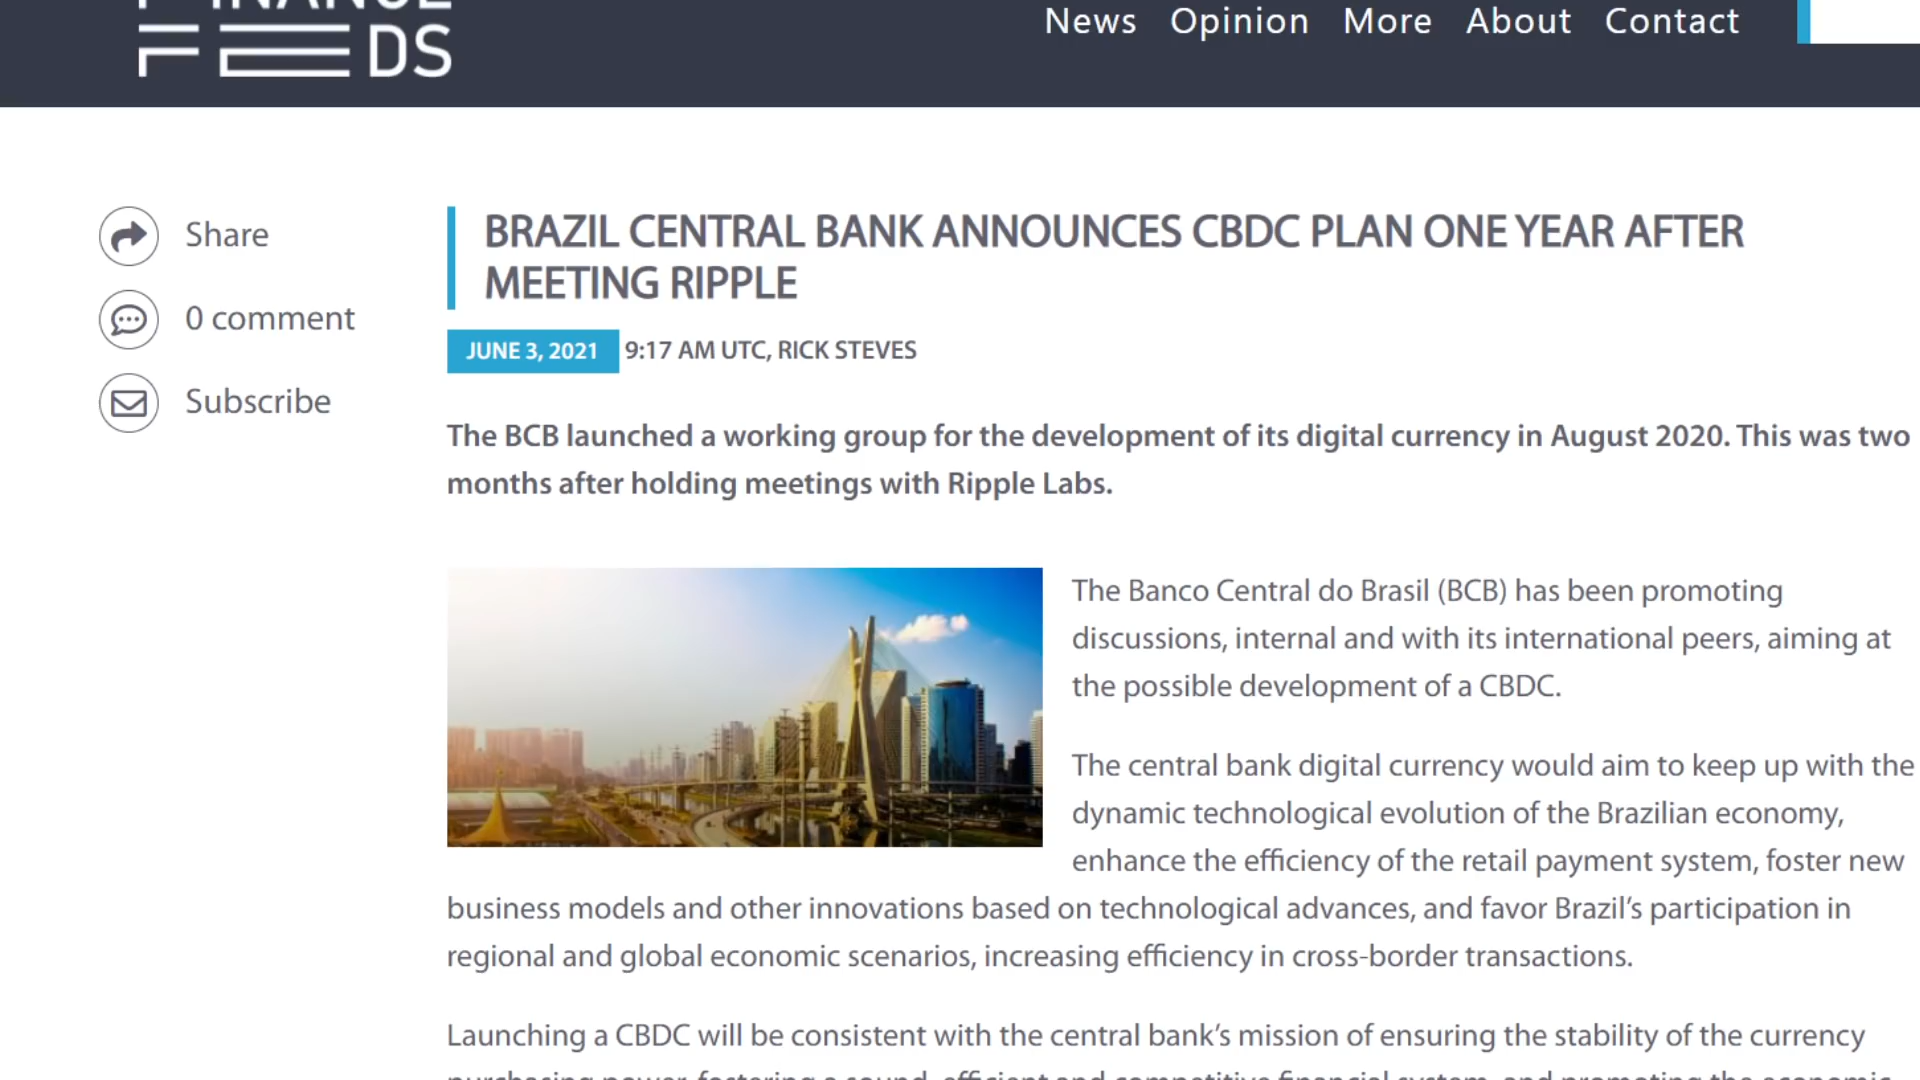 FINANCE
FEEDS
News Opinion More About Contact
Share
0 comment
Subscribe
BRAZIL CENTRAL BANK ANNOUNCES CBDC PLAN ONE YEAR AFTER
MEETING RIPPLE
JUNE 3, 2021 9:17 AM UTC, RICK STEVES
The BCB launched a working group for the development of its digital currency in August 2020. This was two
months after holding meetings with Ripple Labs.
The Banco Central do Brasil (BCB) has been promoting
discussions, internal and with its international peers, aiming at
the possible development of a CBDC.
The central bank digital currency would aim to keep up with the
dynamic technological evolution of the Brazilian economy,
enhance the efficiency of the retail payment system, foster new
business models and other innovations based on technological advances, and favor Brazil’s participation in
regional and global economic scenarios, increasing efficiency in cross-border transactions.
Launching a CBDC will be consistent with the central bank’s mission of ensuring the stability of the currency
purchasing power, fostering a sound, efficient and competitive financial system, and promoting the economic